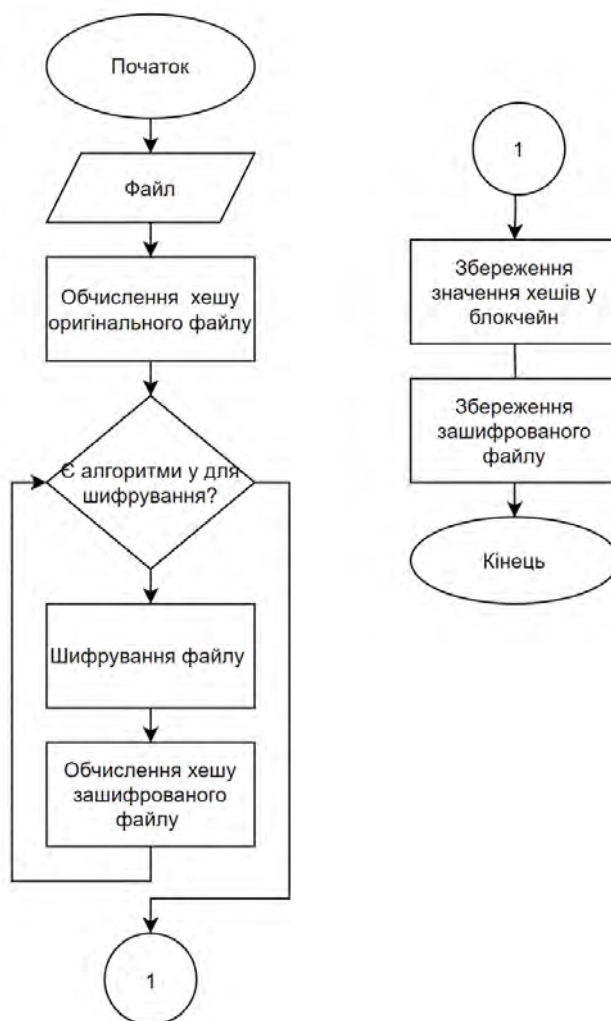 Початок
Файл
Обчислення хешу
оригінального файлу
Є алгоритми у для
шифрування?
Шифрування файлу
Обчислення хешу
зашифрованого
файлу
1
1
Збереження
значення хешів у
блокчейн
Збереження
зашифрованого
файлу
Кінець